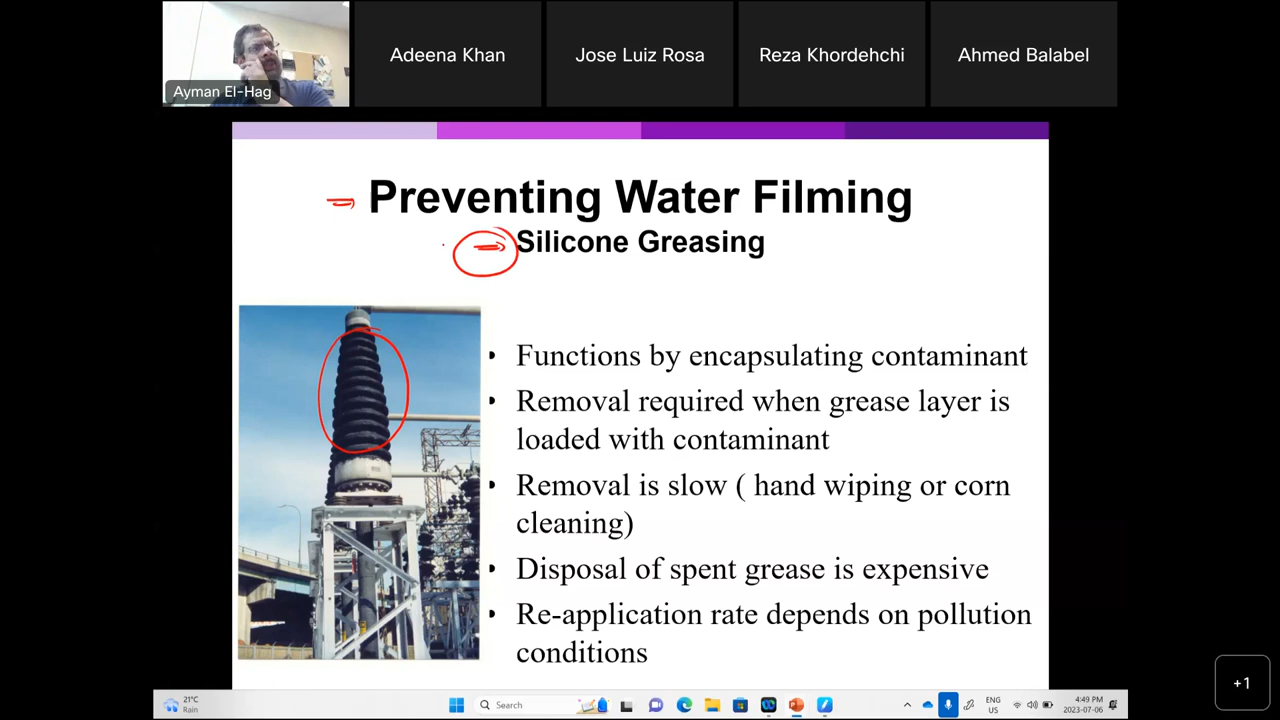 Adeena Khan
Jose Luiz Rosa
Reza Khordehchi
Ahmed Balabel
Ayman El-Hag
Preventing Water Filming
Silicone Greasing
• Functions by encapsulating contaminant
• Removal required when grease layer is
loaded with contaminant
• Removal is slow ( hand wiping or corn
cleaning)
• Disposal of spent grease is expensive
• Re-application rate depends on pollution
conditions
+1
21°C
Rain
Search
ENG
US
4:49 PM
2023-07-06